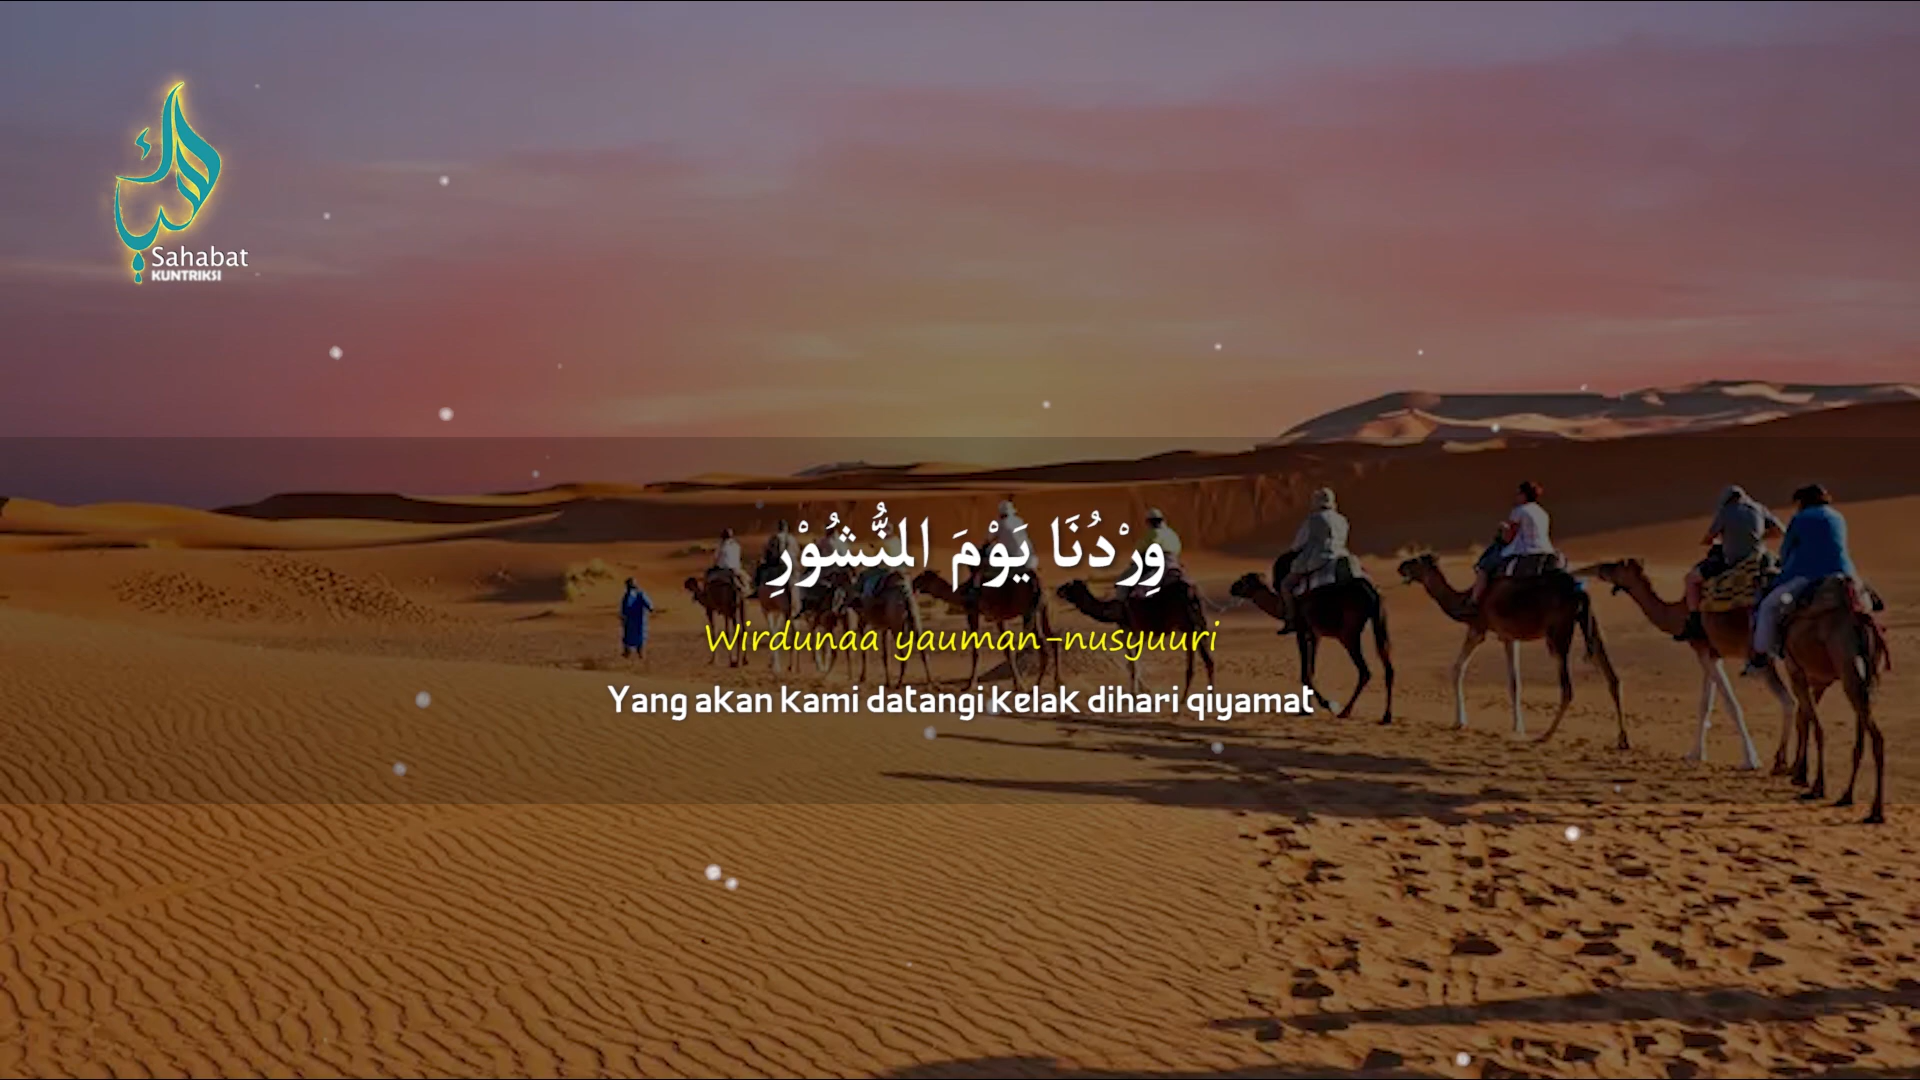 Sahabat
KUNTRIKSI
وِرْدُنَا يَوْمَ النُّشُوْرِ
Wirdunaa yauman-nusyuuri
Yang akan kami datangi kelak dihari qiyamat